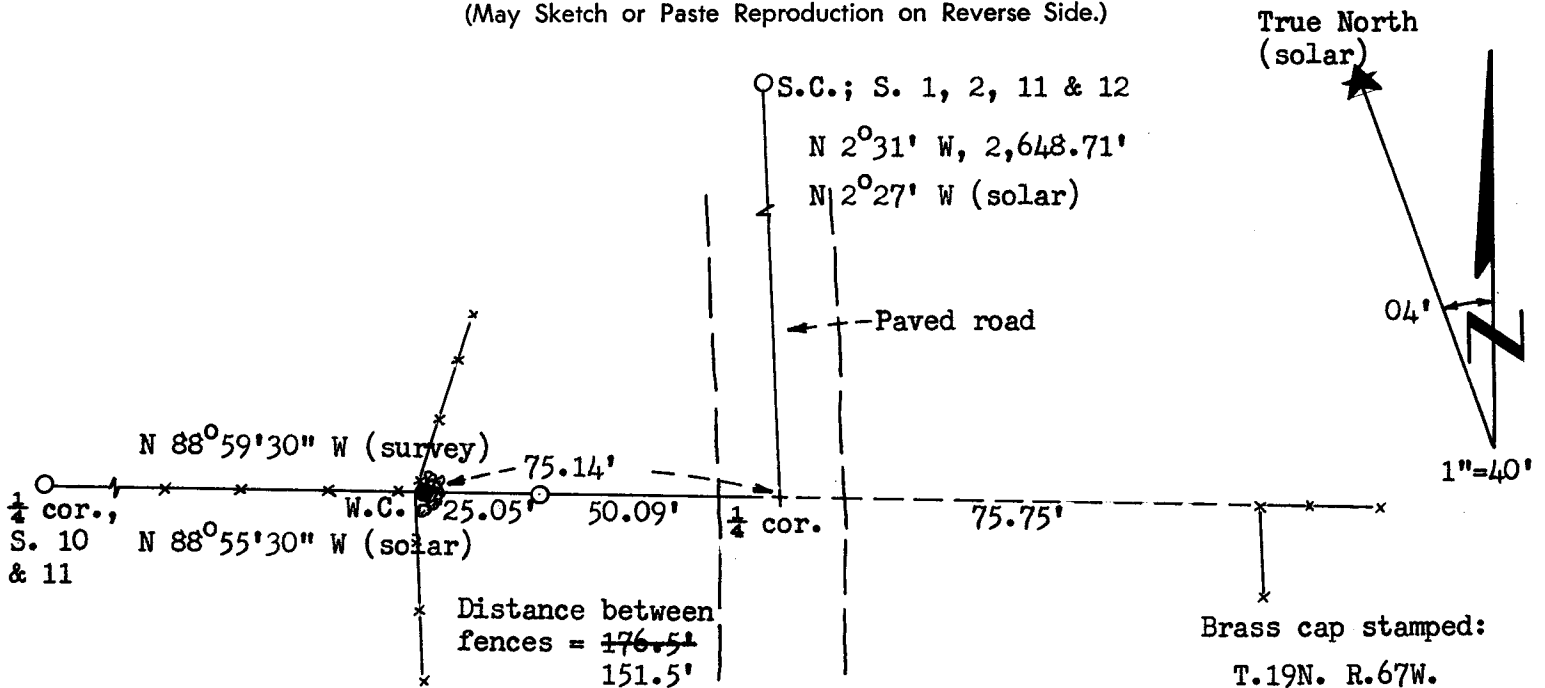 (May Sketch or Paste Reproduction on Reverse Side.)
True North
(solar)
S.C.; S. 1, 2, 11 & 12
N 2°31' W, 2,648.71'
N 2°27' W (solar)
Paved road
04'
N
1"=40'
N 88°59'30" W (survey)
75.14'
W.C. 25.05' 50.09' 1/4 cor. 75.75'
1/4 cor.,
S. 10
& 11
N 88°55'30" W (solar)
Distance between
fences = 176.5'
151.5'
Brass cap stamped:
T.19N. R.67W.